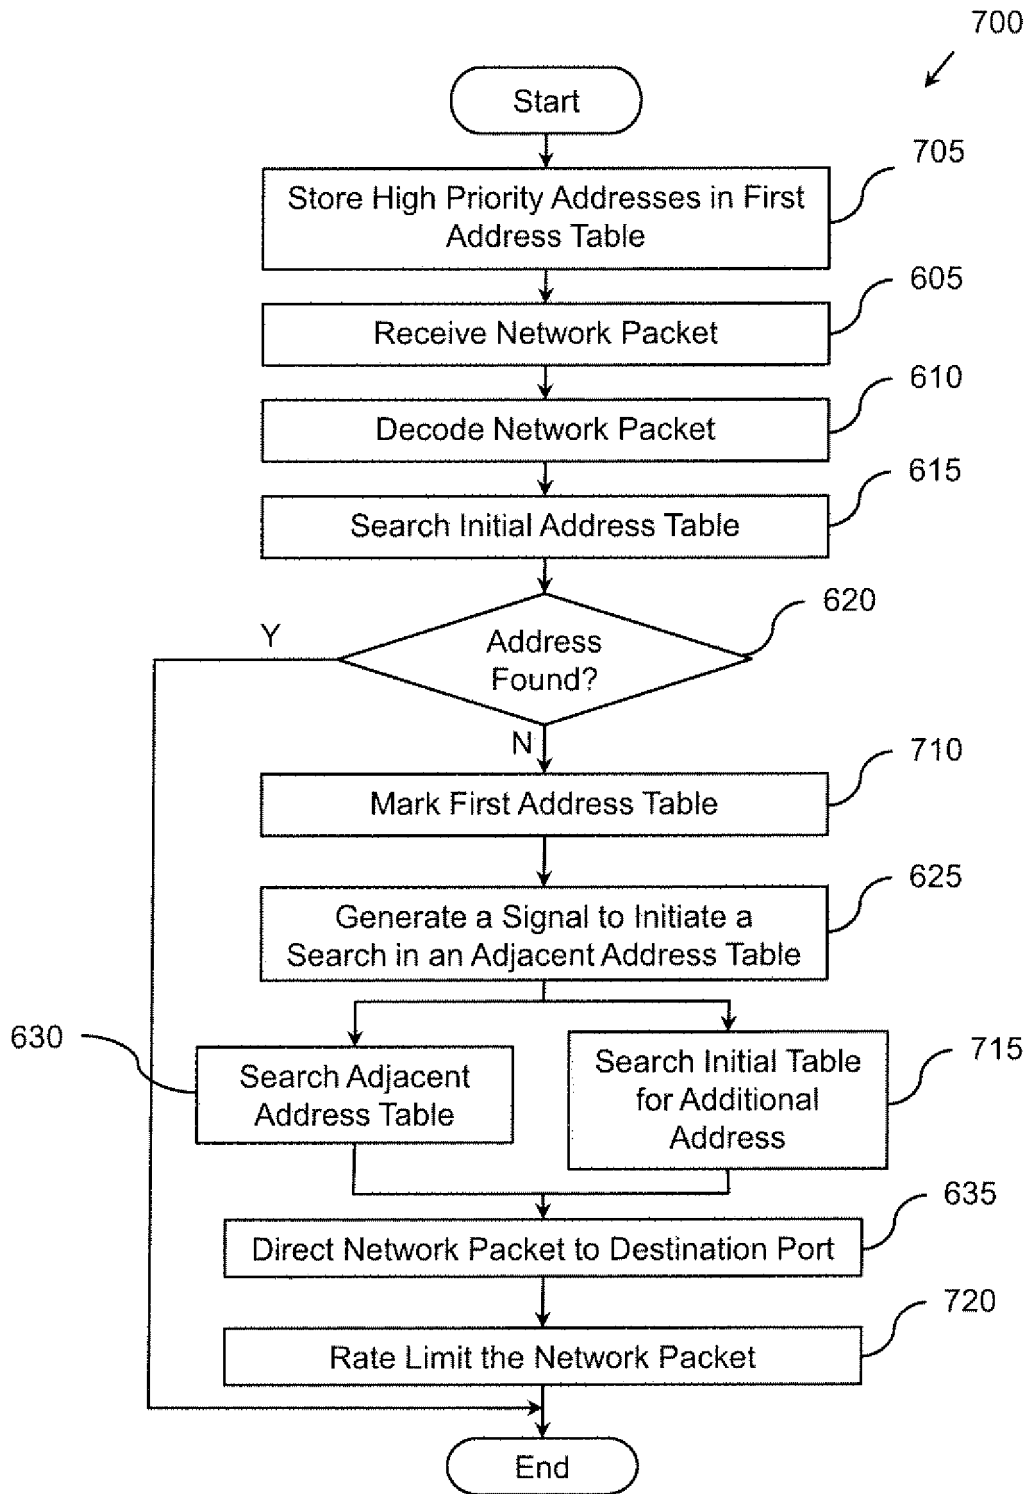 700
Start
705
Store High Priority Addresses in First
Address Table
605
Receive Network Packet
610
Decode Network Packet
615
Search Initial Address Table
620
Y
Address
Found?
N
710
Mark First Address Table
625
Generate a Signal to Initiate a
Search in an Adjacent Address Table
630
Search Adjacent
Address Table
715
Search Initial Table
for Additional
Address
635
Direct Network Packet to Destination Port
720
Rate Limit the Network Packet
End